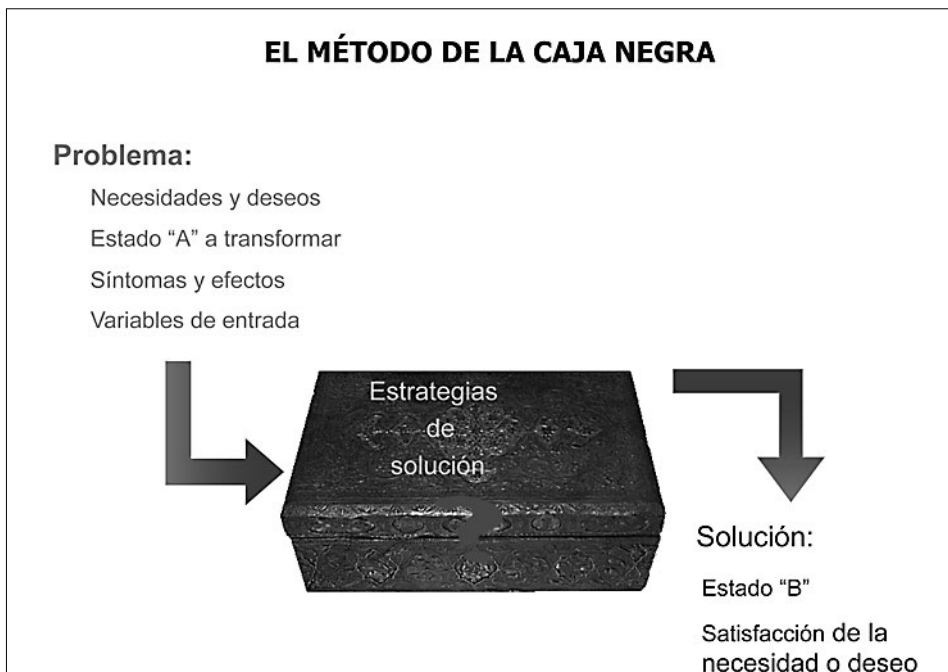 EL MÉTODO DE LA CAJA NEGRA
Problema:
Necesidades y deseos
Estado “A” a transformar
Síntomas y efectos
Variables de entrada
Estrategias
de
solución
Solución:
Estado “B”
Satisfacción de la
necesidad o deseo